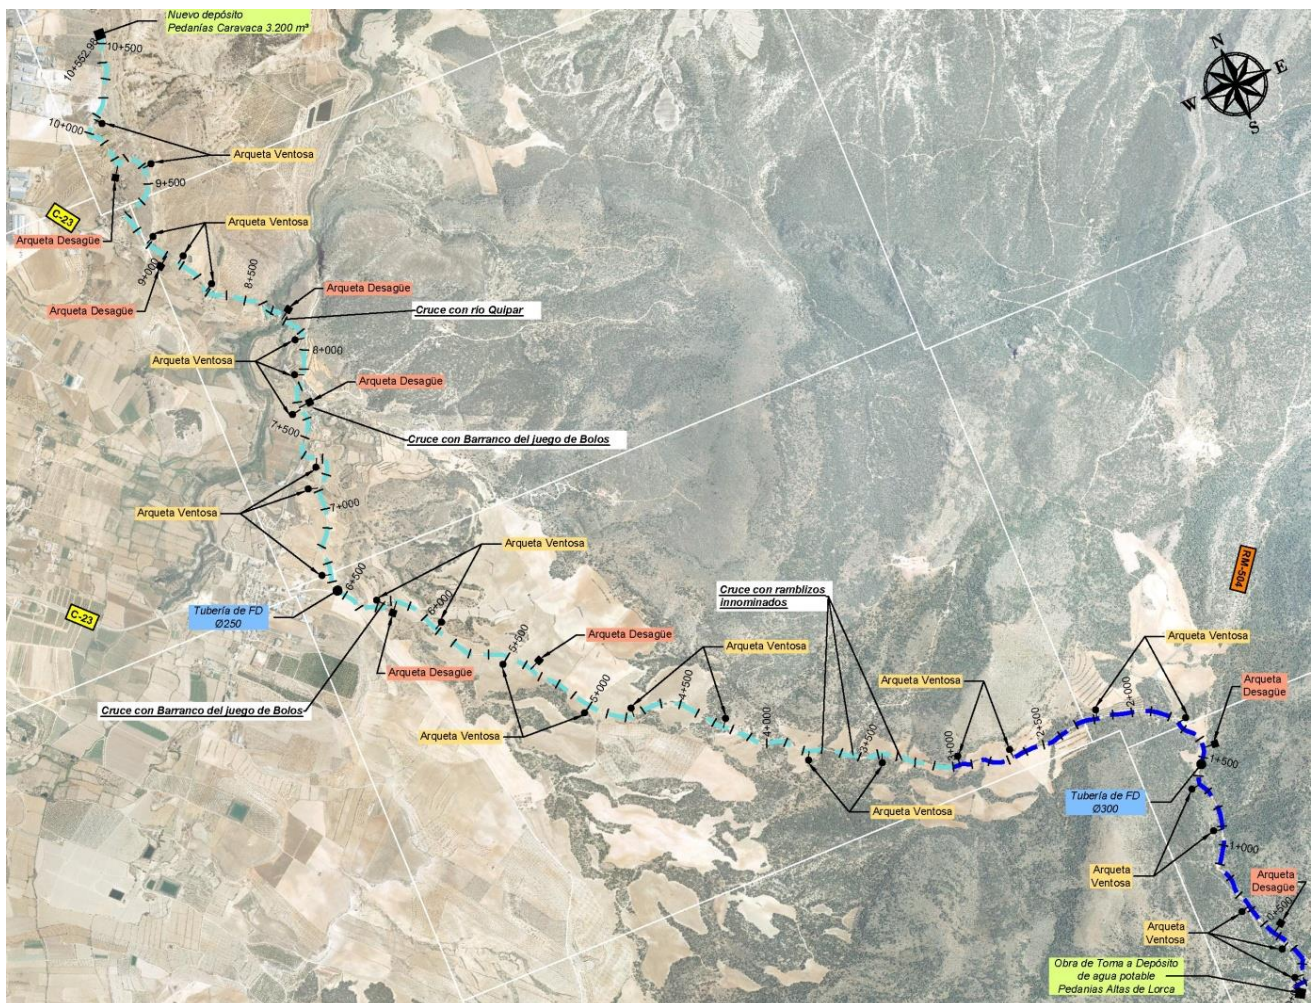 Nuevo depósito
Pedanías Caravaca 3.200 m³
10+552.98
10+500
N
E
W
S
10+000
Arqueta Ventosa
9+500
C-23
Arqueta Ventosa
Arqueta Desagüe
9+000
8+500
Arqueta Desagüe
Arqueta Desagüe
Cruce con río Quipar
8+000
Arqueta Ventosa
Arqueta Desagüe
7+500
Cruce con Barranco del juego de Bolos
7+000
Arqueta Ventosa
Arqueta Ventosa
RM-504
6+500
Cruce con ramblizos
innominados
6+000
Tubería de FD
Ø250
C-23
5+500
Arqueta Desagüe
Arqueta Ventosa
Arqueta Ventosa
Arqueta Desagüe
Arqueta Ventosa
Arqueta
Desagüe
4+500
5+000
2+000
Cruce con Barranco del juego de Bolos
4+000
2+500
Arqueta Ventosa
3+500
3+000
1+500
Tubería de FD
Ø300
Arqueta Ventosa
1+000
Arqueta
Ventosa
Arqueta
Desagüe
0+500
Arqueta
Ventosa
Obra de Toma a Depósito
de agua potable
Pedanias Altas de Lorca